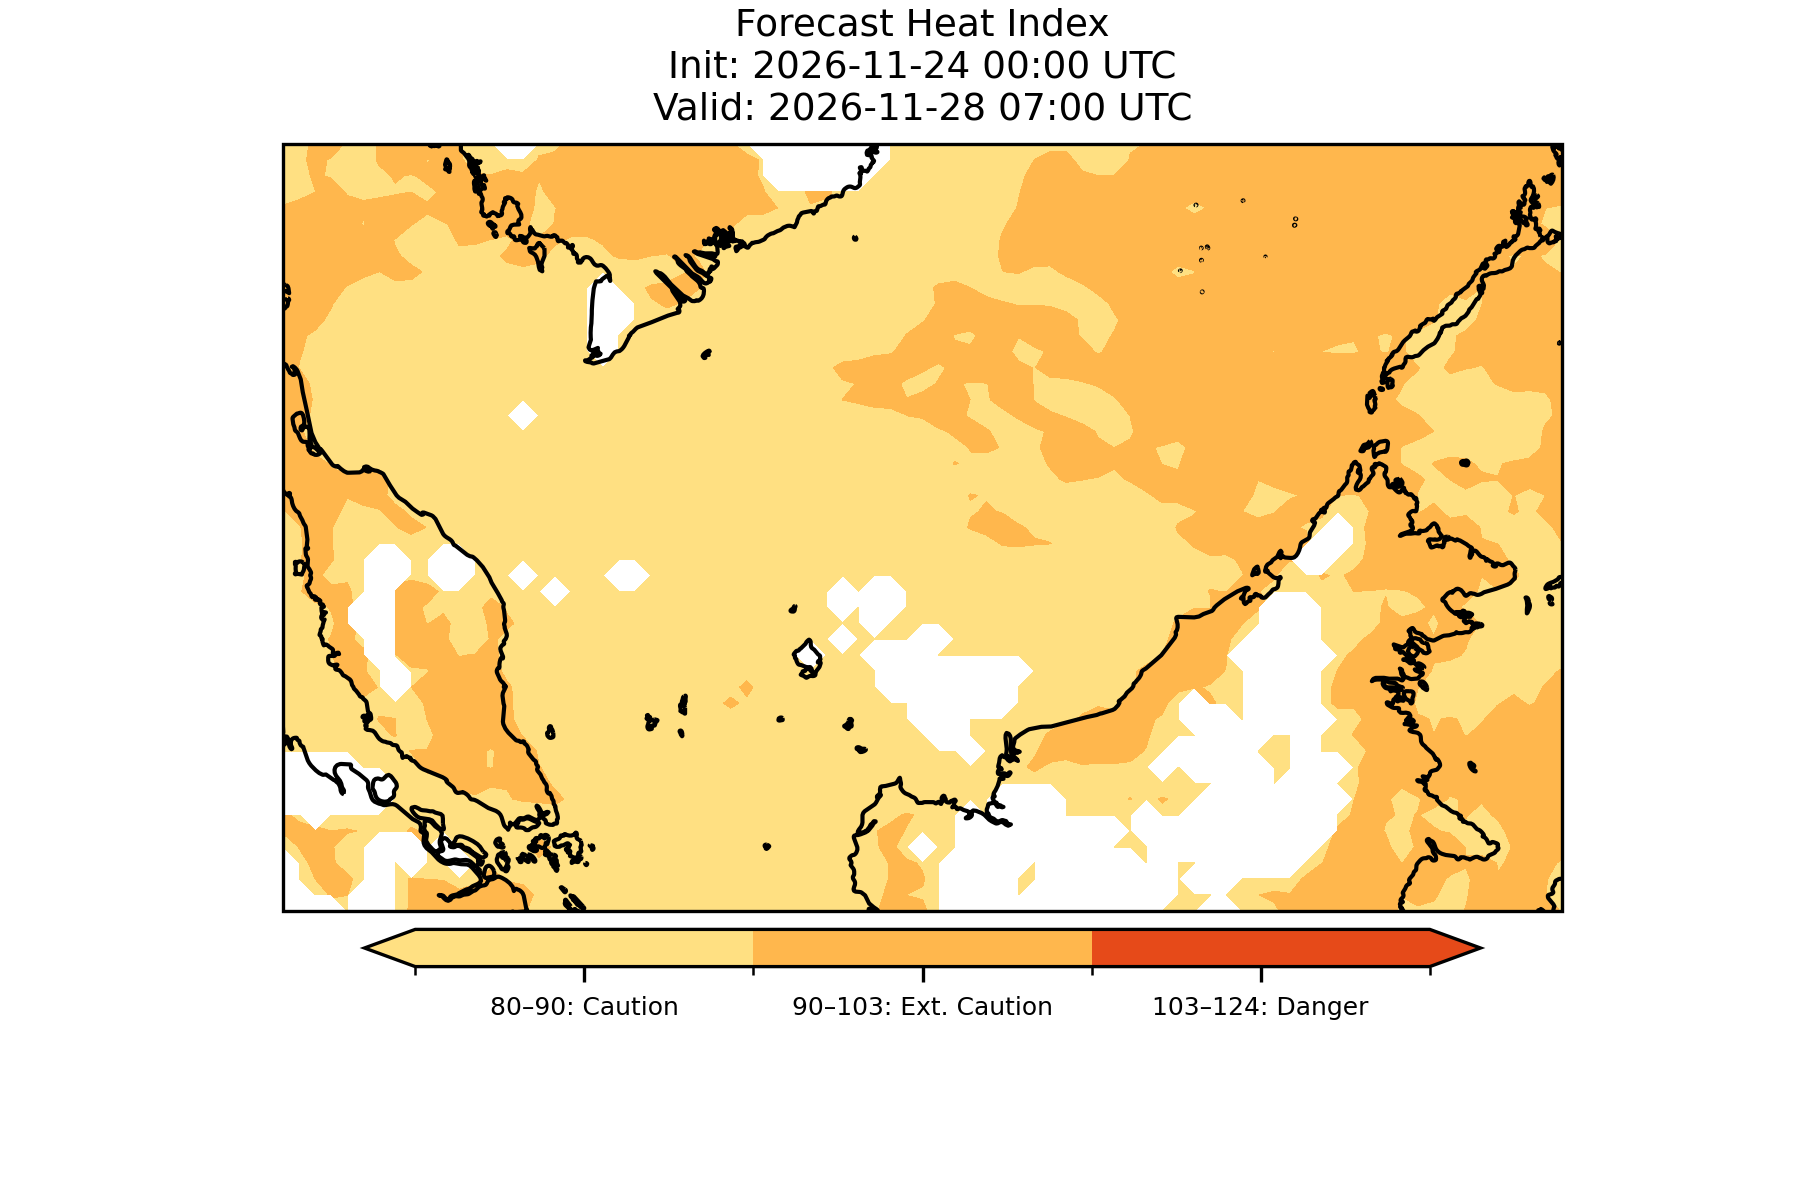 Forecast Heat Index
Init: 2026-11-24 00:00 UTC
Valid: 2026-11-28 07:00 UTC
80–90: Caution
90–103: Ext. Caution
103–124: Danger